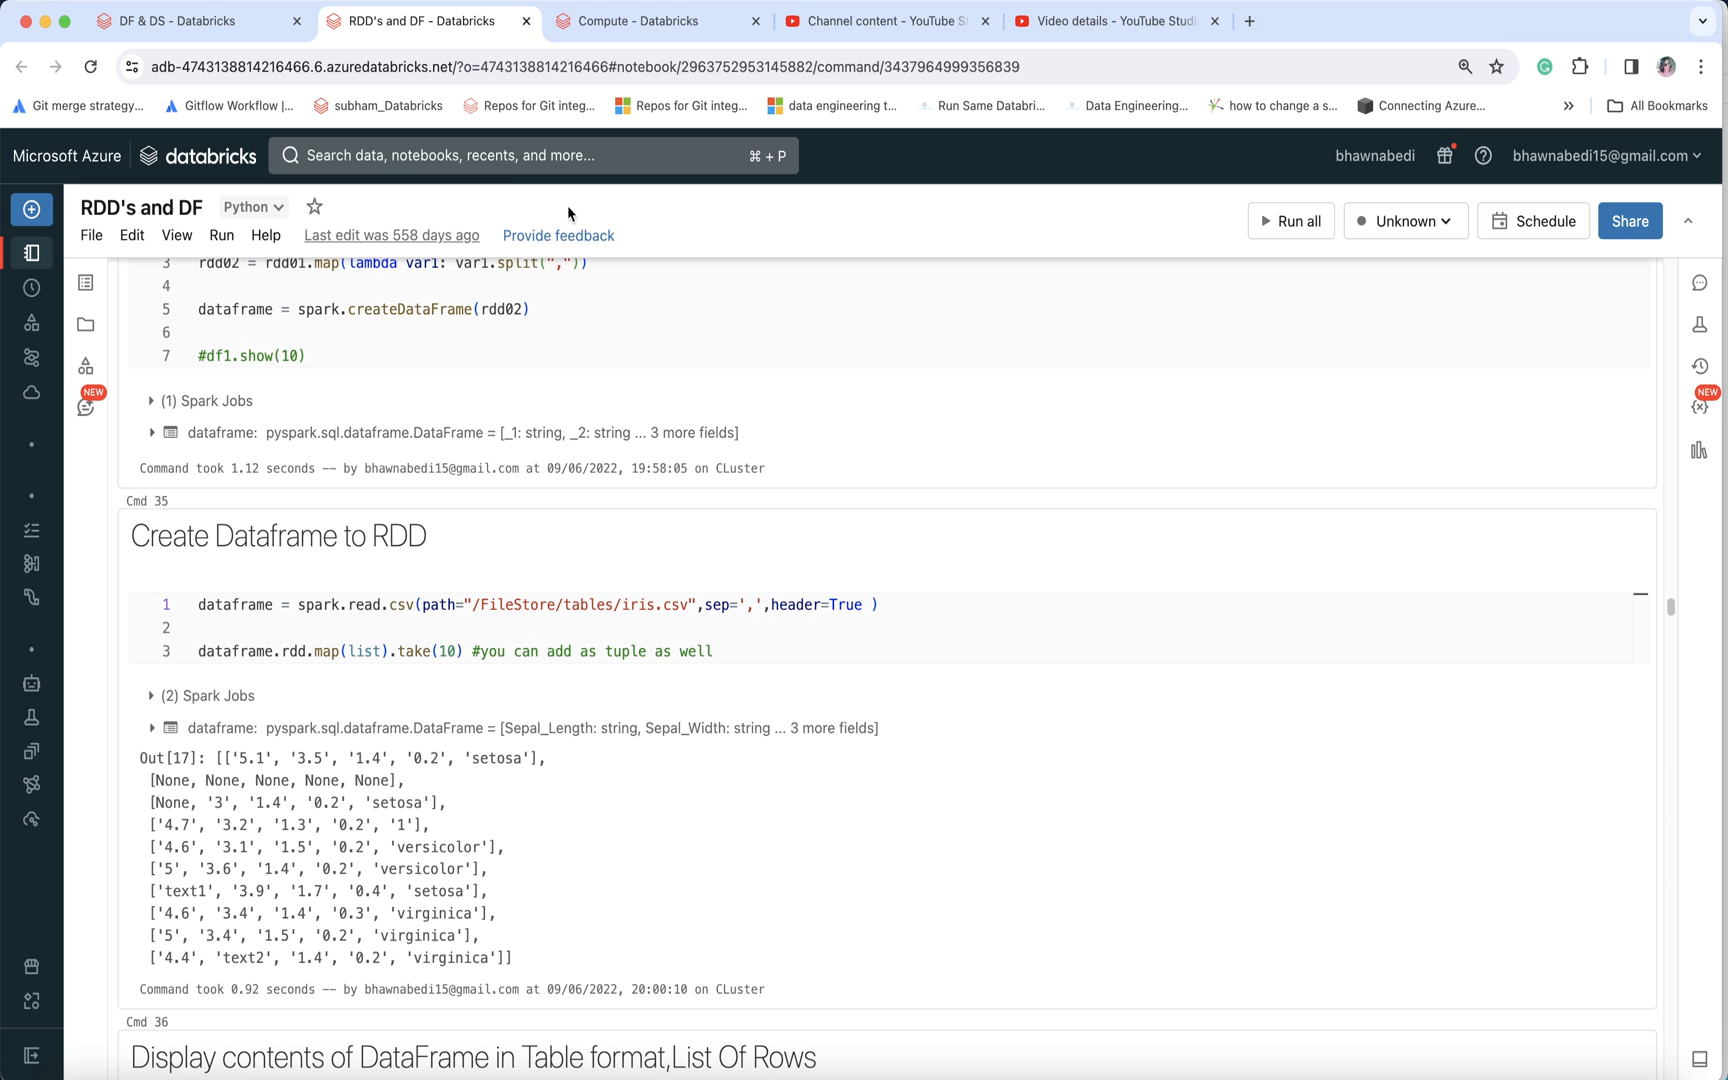 DF & DS - Databricks
RDD's and DF - Databricks
Compute - Databricks
Channel content - YouTube S
Video details - YouTube Studi
adb-4743138814216466.6.azuredatabricks.net/?o=4743138814216466#notebook/2963752953145882/command/3437964999356839
Git merge strategy... Gitflow Workflow |... subham_Databricks Repos for Git integ... Repos for Git integ... data engineering t... Run Same Databri... Data Engineering... how to change a s... Connecting Azure... » All Bookmarks
Microsoft Azure databricks Search data, notebooks, recents, and more... ⌘ + P bhawnabedi bhawnabedi15@gmail.com
RDD's and DF Python
File Edit View Run Help Last edit was 558 days ago Provide feedback
Run all Unknown Schedule Share
NEW
NEW
3 rdd02 = rdd01.map(lambda var1: var1.split(","))
4
5 dataframe = spark.createDataFrame(rdd02)
6
7 #df1.show(10)
(1) Spark Jobs
dataframe: pyspark.sql.dataframe.DataFrame = [_1: string, _2: string ... 3 more fields]
Command took 1.12 seconds -- by bhawnabedi15@gmail.com at 09/06/2022, 19:58:05 on CLuster
Cmd 35
Create Dataframe to RDD
1 dataframe = spark.read.csv(path="/FileStore/tables/iris.csv",sep=',',header=True )
2
3 dataframe.rdd.map(list).take(10) #you can add as tuple as well
(2) Spark Jobs
dataframe: pyspark.sql.dataframe.DataFrame = [Sepal_Length: string, Sepal_Width: string ... 3 more fields]
Out[17]: [['5.1', '3.5', '1.4', '0.2', 'setosa'],
[None, None, None, None, None],
[None, '3', '1.4', '0.2', 'setosa'],
['4.7', '3.2', '1.3', '0.2', '1'],
['4.6', '3.1', '1.5', '0.2', 'versicolor'],
['5', '3.6', '1.4', '0.2', 'versicolor'],
['text1', '3.9', '1.7', '0.4', 'setosa'],
['4.6', '3.4', '1.4', '0.3', 'virginica'],
['5', '3.4', '1.5', '0.2', 'virginica'],
['4.4', 'text2', '1.4', '0.2', 'virginica']]
Command took 0.92 seconds -- by bhawnabedi15@gmail.com at 09/06/2022, 20:00:10 on CLuster
Cmd 36
Display contents of DataFrame in Table format,List Of Rows